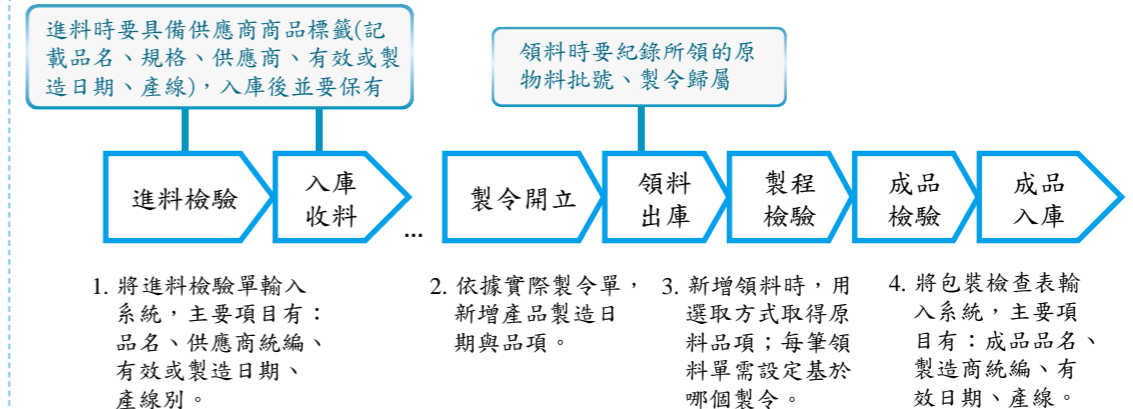 進料時要具備供應商商品標籤(記
載品名、規格、供應商、有效或製
造日期、產線)，入庫後並要保有
領料時要紀錄所領的原
物料批號、製令歸屬
進料檢驗
入庫
收料
...
製令開立
領料
出庫
製程
檢驗
成品
檢驗
成品
入庫
1. 將進料檢驗單輸入
系統，主要項目有：
品名、供應商統編、
有效或製造日期、
產線別。
2. 依據實際製令單，
新增產品製造日
期與品項。
3. 新增領料時，用
選取方式取得原
料品項；每筆領
料單需設定基於
哪個製令。
4. 將包裝檢查表輸
入系統，主要項
目有：成品品名、
製造商統編、有
效日期、產線。